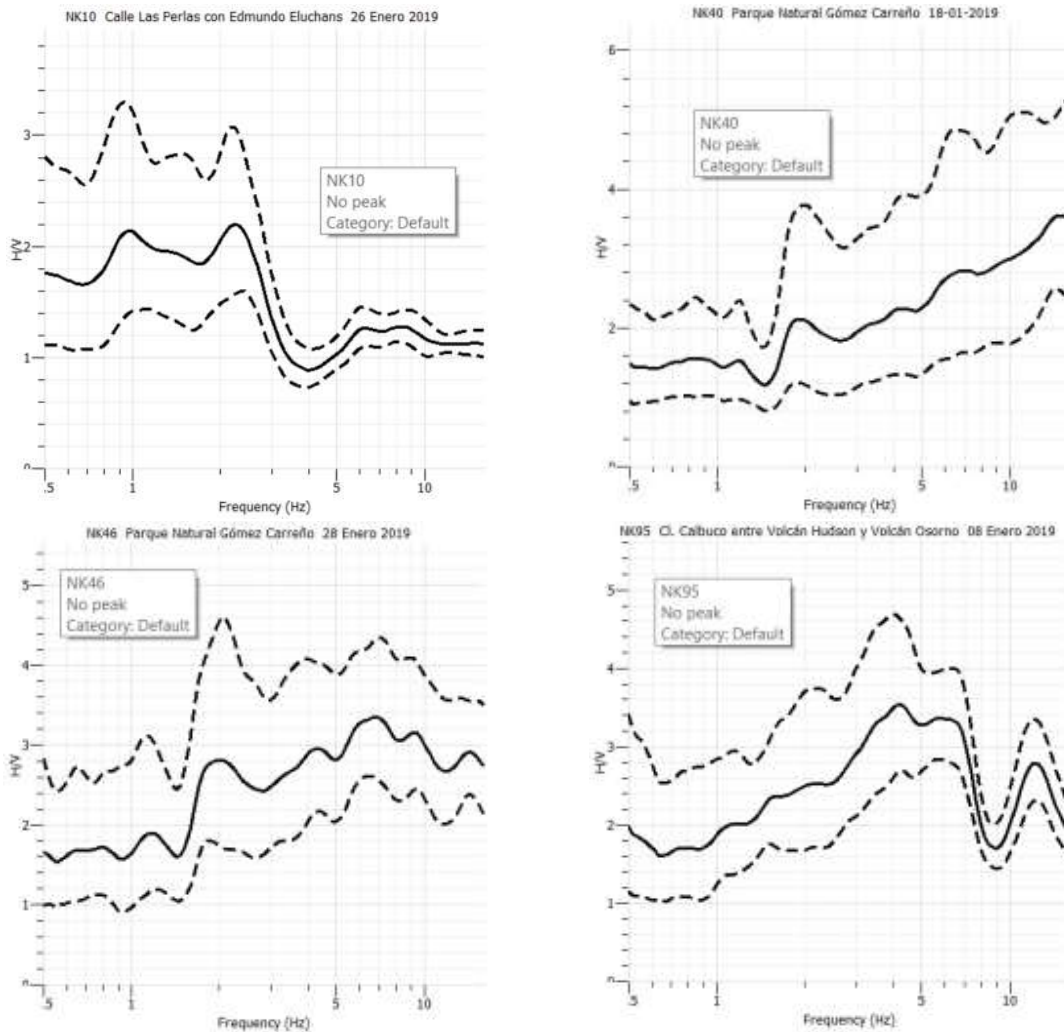 NK10 Calle Las Perlas con Edmundo Eluchans 26 Enero 2019
3
2
1
0
H/V
NK10
No peak
Category: Default
.5 1 5 10
Frequency (Hz)
NK40 Parque Natural Gómez Carreño 18-01-2019
6
4
2
0
H/V
NK40
No peak
Category: Default
.5 1 5 10
Frequency (Hz)
NK46 Parque Natural Gómez Carreño 28 Enero 2019
5
4
3
2
1
0
H/V
NK46
No peak
Category: Default
.5 1 5 10
Frequency (Hz)
NK95 Cl. Calbuco entre Volcán Hudson y Volcán Osorno 08 Enero 2019
5
4
3
2
1
0
H/V
NK95
No peak
Category: Default
.5 1 5 10
Frequency (Hz)